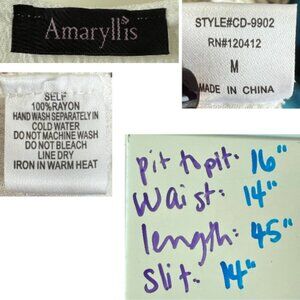 Amaryllis
STYLE#CD-9902
RN#120412
M
MADE IN CHINA
SELF
100%RAYON
HAND WASH SEPARATELY IN
COLD WATER
DO NOT MACHINE WASH
DO NOT BLEACH
LINE DRY
IRON IN WARM HEAT
pit to pit: 16"
Waist: 14"
length: 45"
Slit: 14"